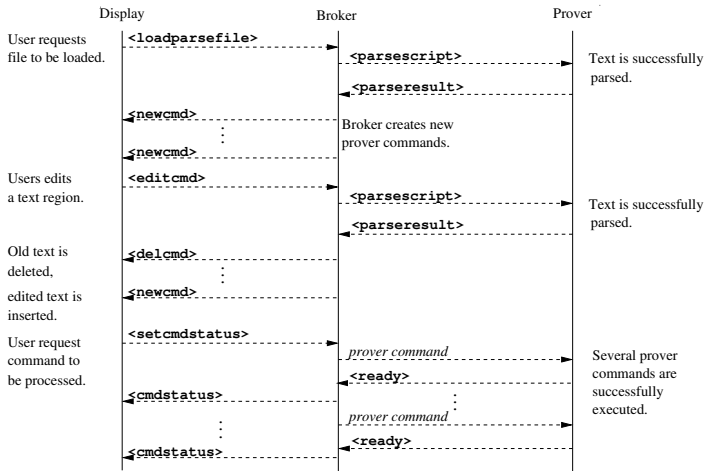 Display Broker Prover
User requests
file to be loaded.
<loadparsefile>
<parsescript>
Text is successfully
parsed.
<parseresult>
<newcmd>
Broker creates new
prover commands.
<newcmd>
Users edits
a text region.
<editcmd>
<parsescript>
Text is successfully
parsed.
<parseresult>
Old text is
deleted,
<delcmd>
edited text is
inserted.
<newcmd>
User request
command to
be processed.
<setcmdstatus>
prover command
Several prover
commands are
successfully
executed.
<ready>
<cmdstatus>
prover command
<ready>
<cmdstatus>